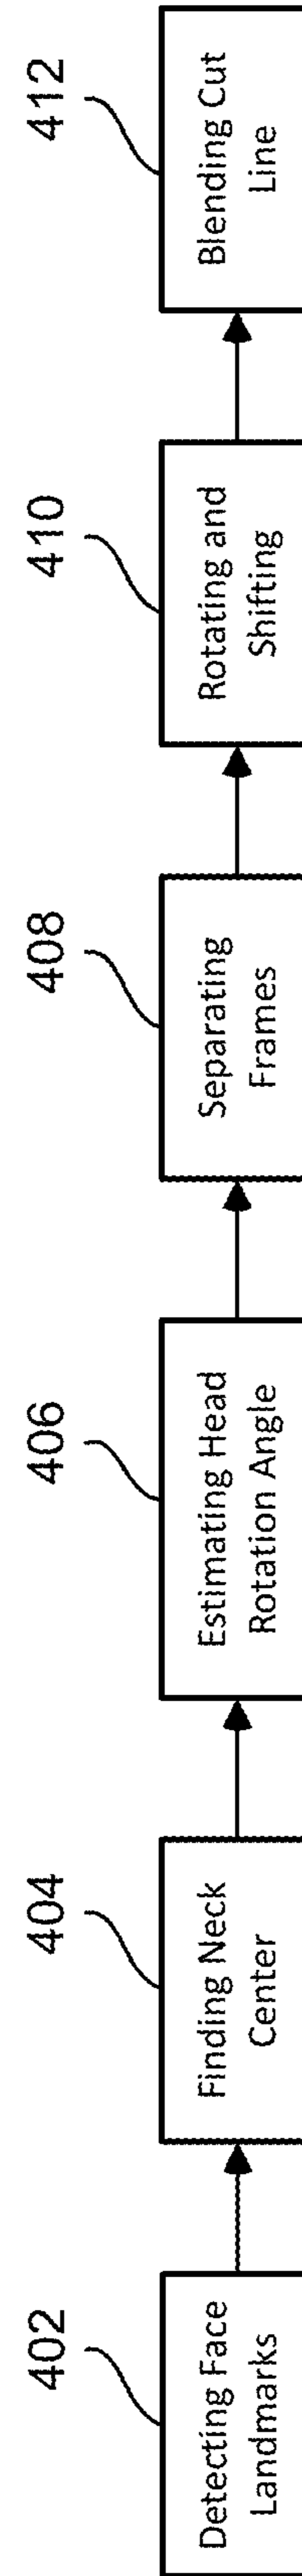 402
Detecting Face
Landmarks
404
Finding Neck
Center
406
Estimating Head
Rotation Angle
408
Separating
Frames
410
Rotating and
Shifting
412
Blending Cut
Line